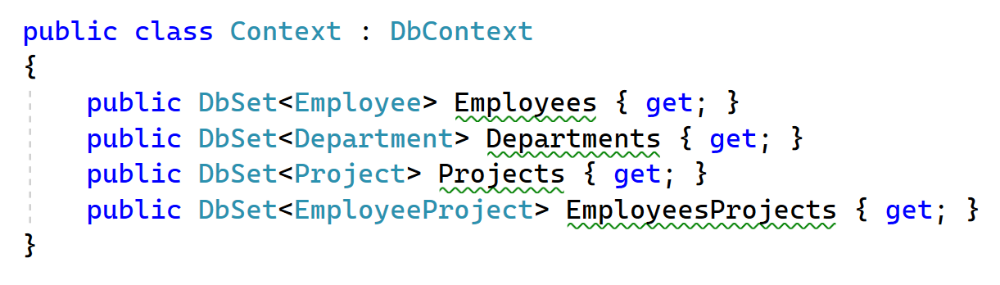 public class Context : DbContext
{
    public DbSet<Employee> Employees { get; }
    public DbSet<Department> Departments { get; }
    public DbSet<Project> Projects { get; }
    public DbSet<EmployeeProject> EmployeesProjects { get; }
}